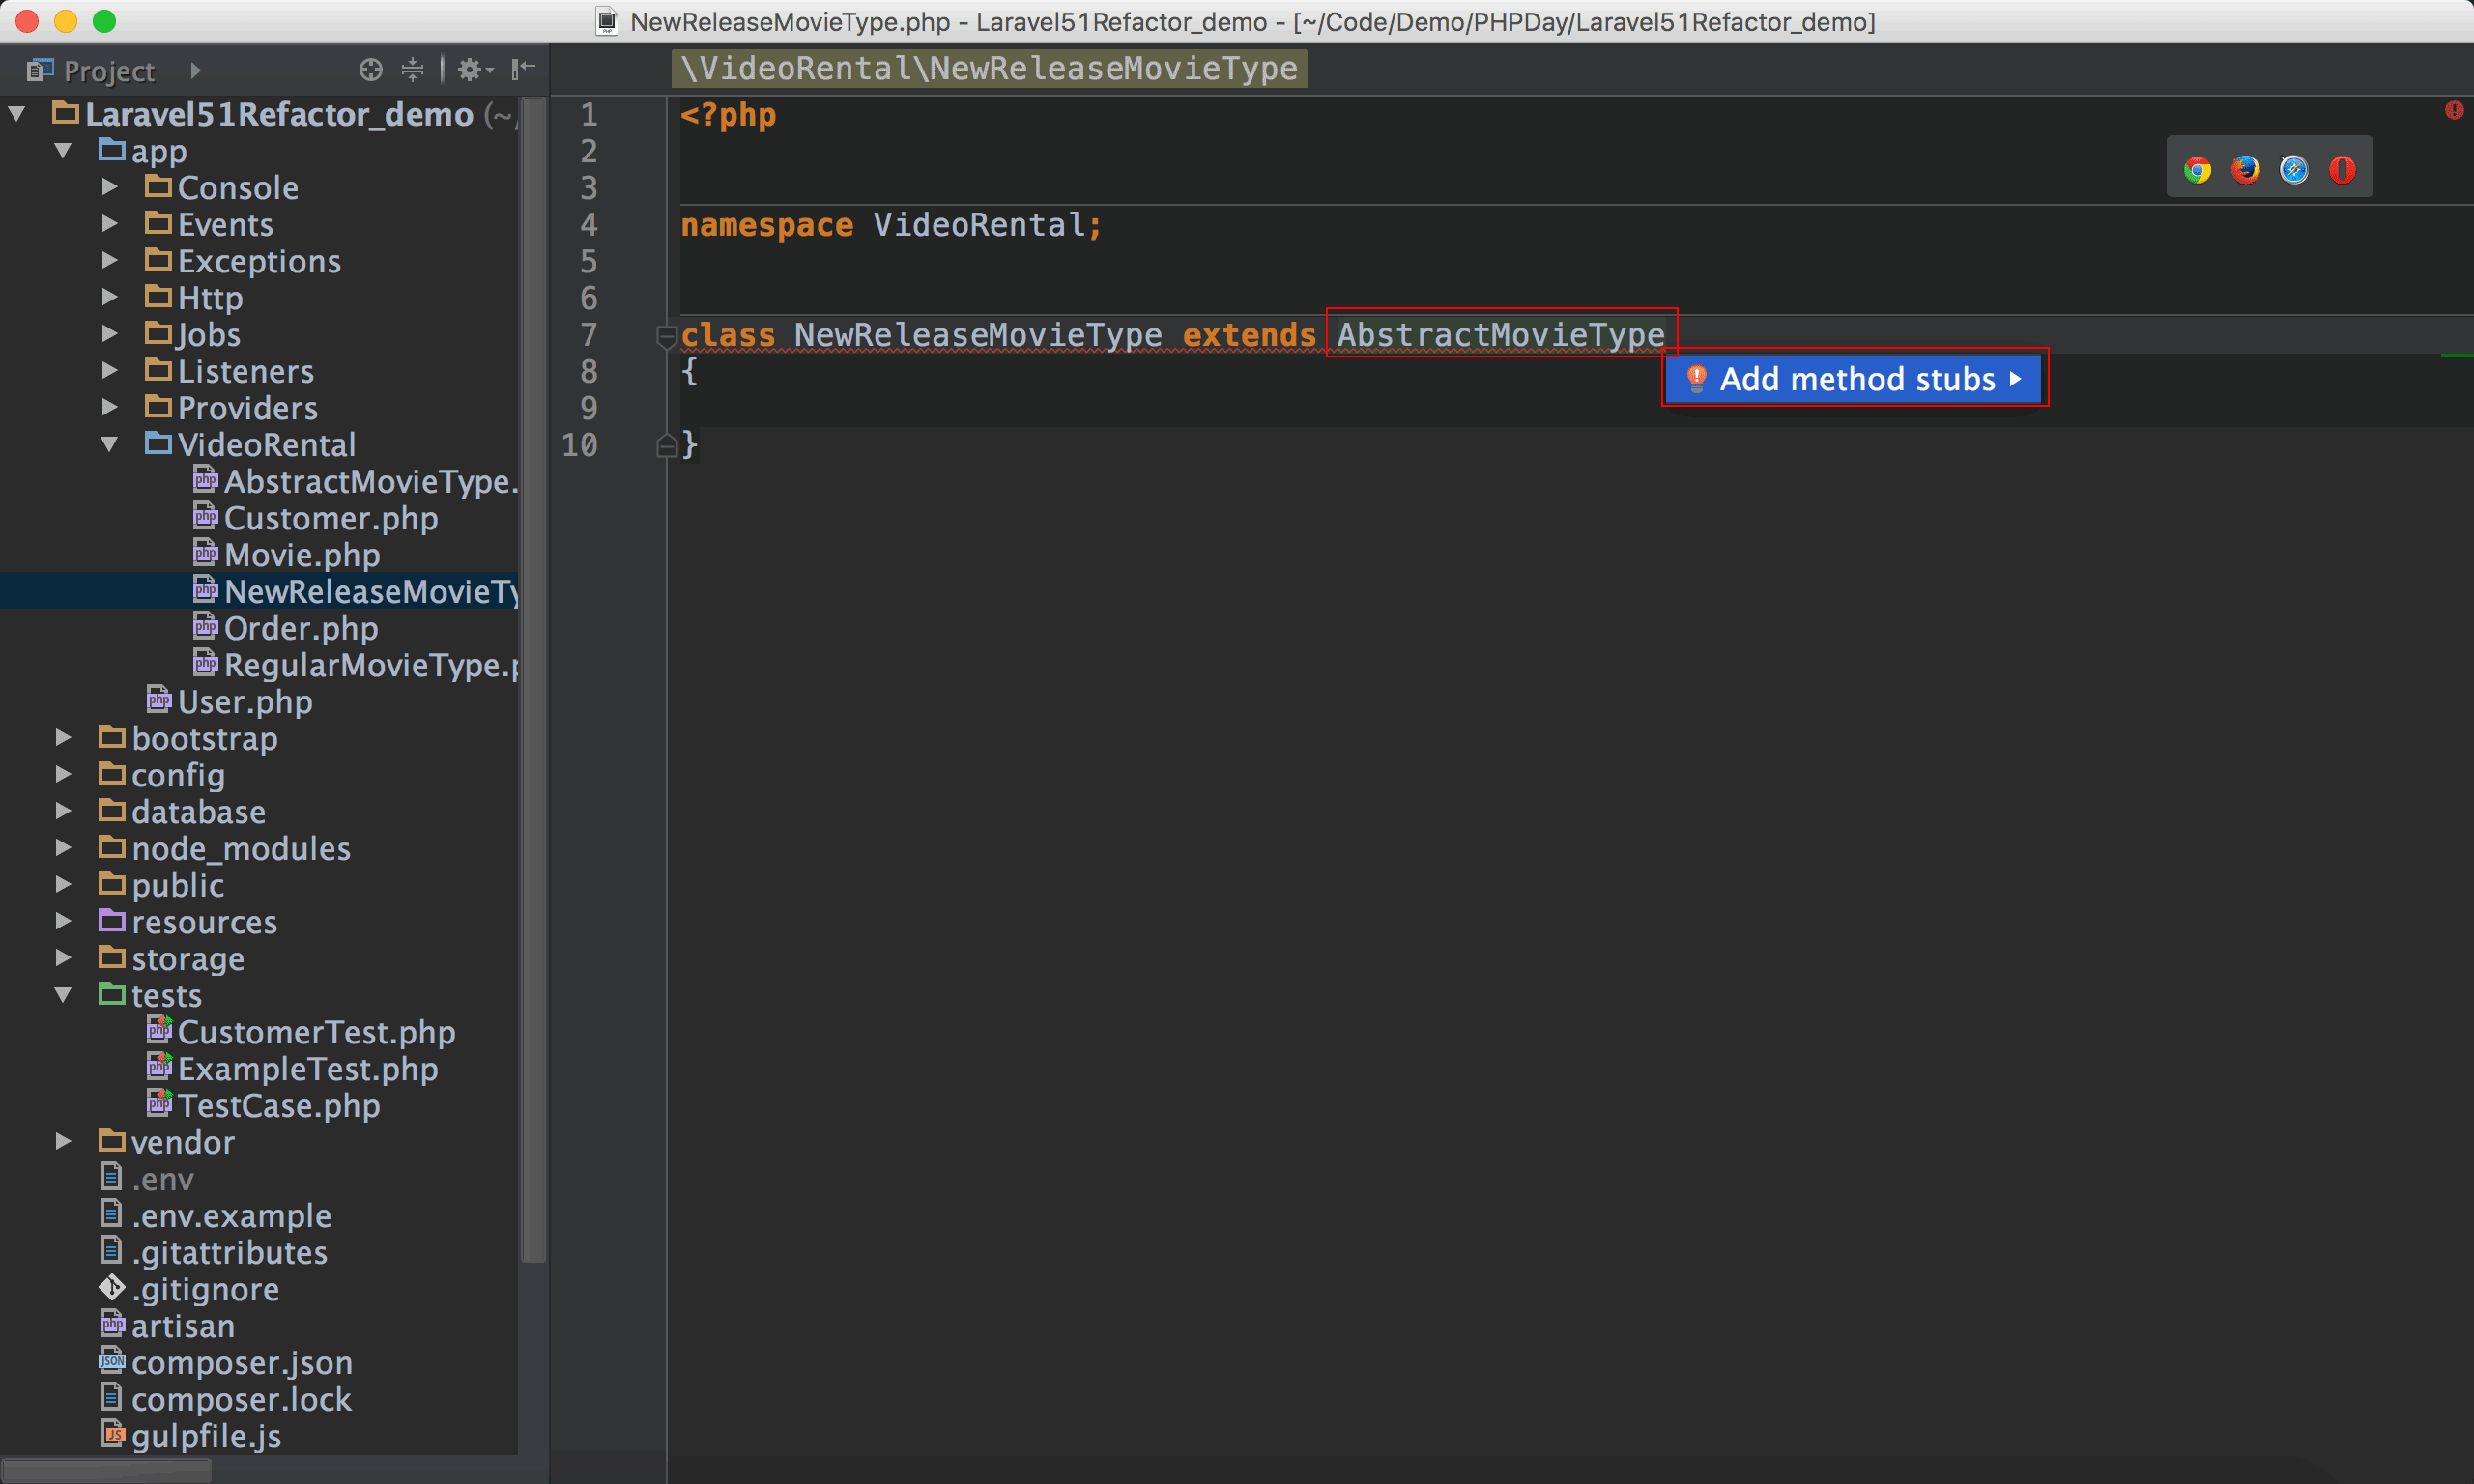 NewReleaseMovieType.php - Laravel51Refactor_demo - [~/Code/Demo/PHPDay/Laravel51Refactor_demo]
Project
\VideoRental\NewReleaseMovieType
Laravel51Refactor_demo (~/
app
Console
Events
Exceptions
Http
Jobs
Listeners
Providers
VideoRental
AbstractMovieType.
Customer.php
Movie.php
NewReleaseMovieTy
Order.php
RegularMovieType.p
User.php
bootstrap
config
database
node_modules
public
resources
storage
tests
CustomerTest.php
ExampleTest.php
TestCase.php
vendor
.env
.env.example
.gitattributes
.gitignore
artisan
composer.json
composer.lock
gulpfile.js
1 <?php
2
3
4 namespace VideoRental;
5
6
7 class NewReleaseMovieType extends AbstractMovieType
8 {
Add method stubs
9
10 }